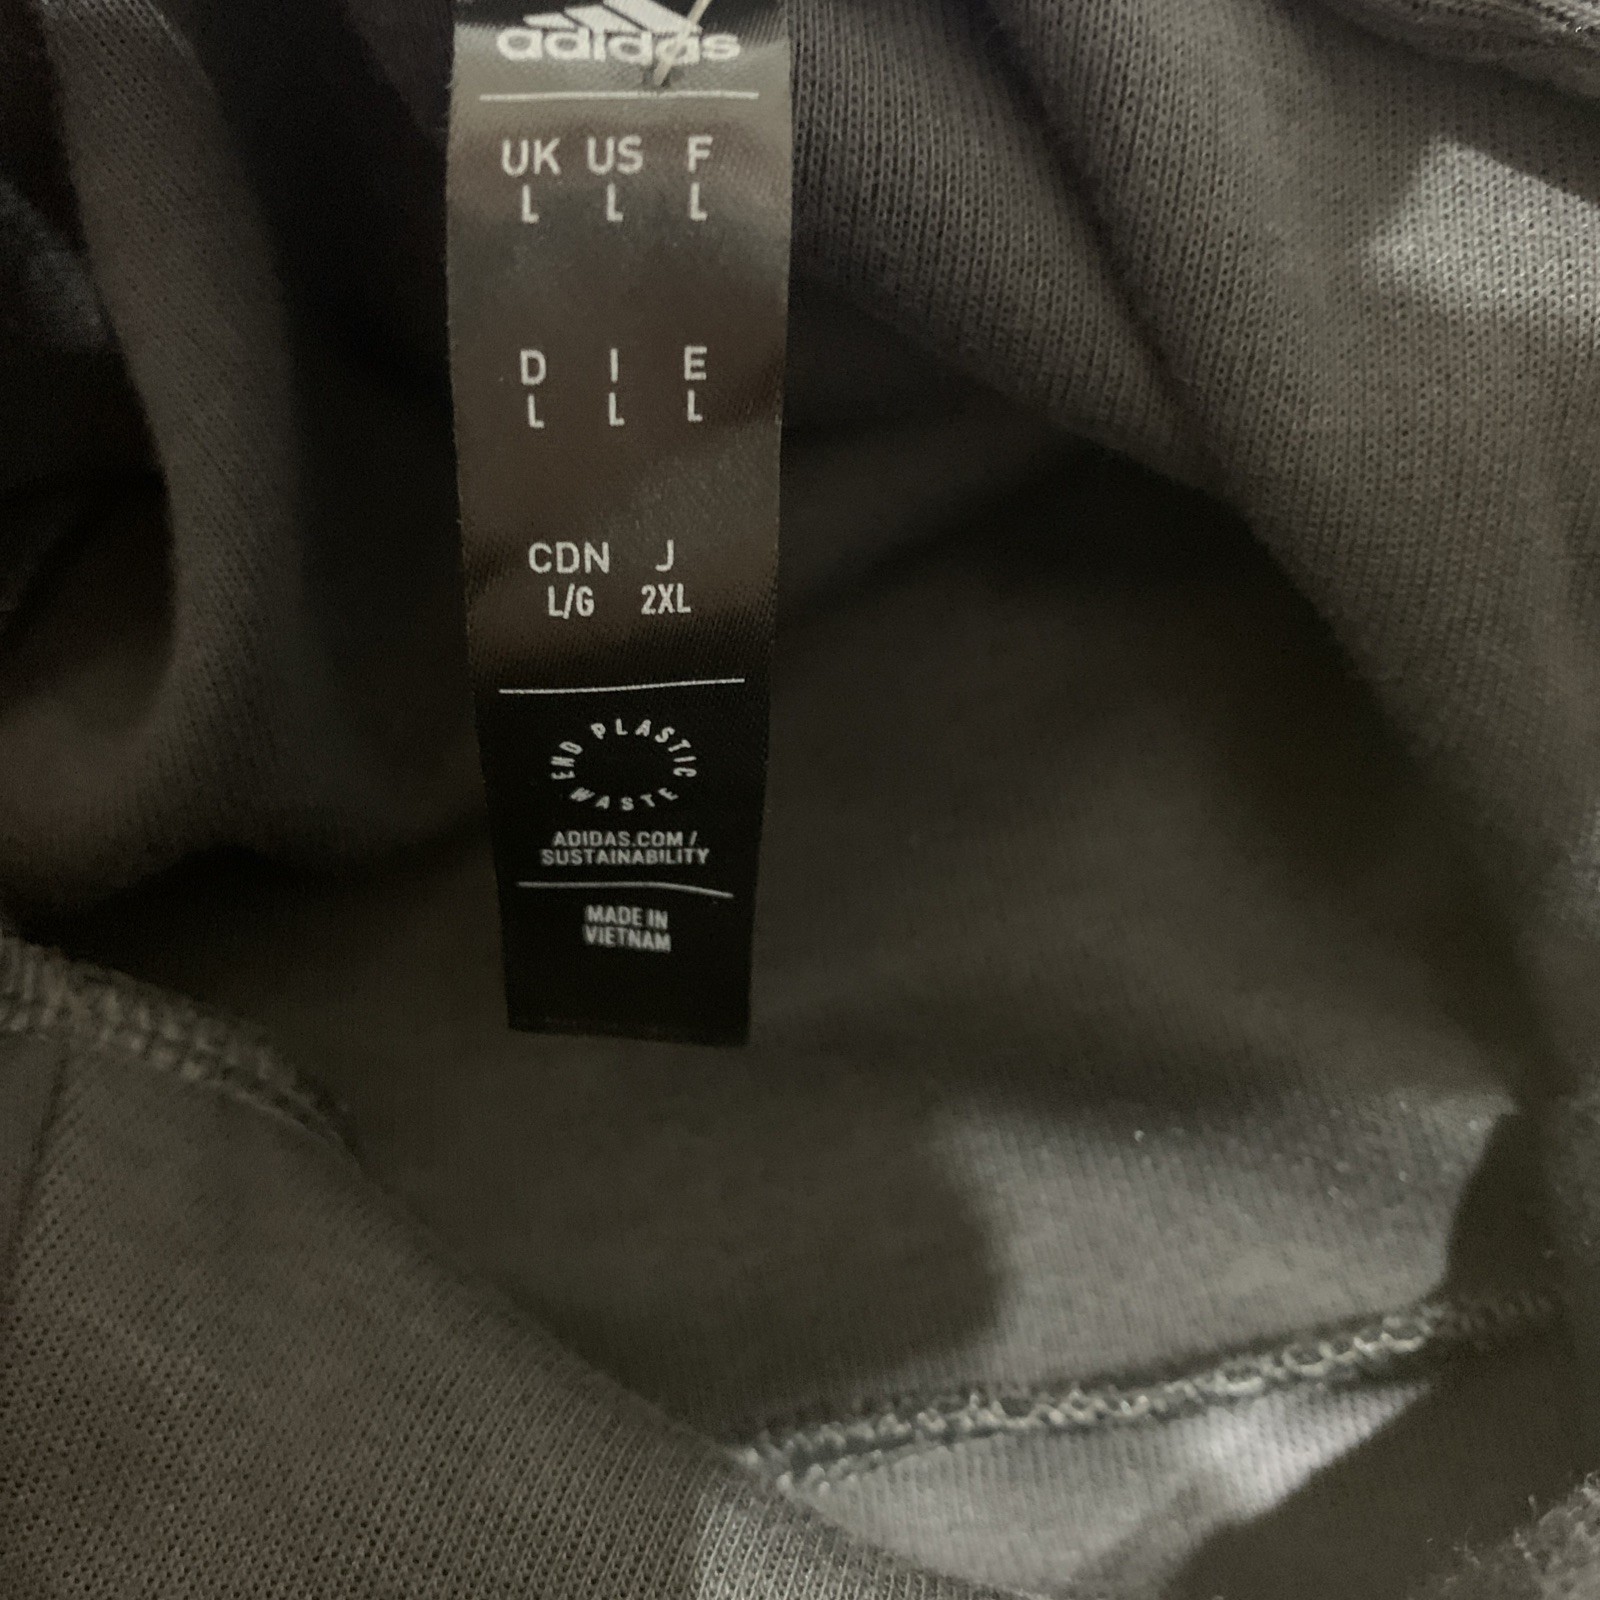 adidas
UK US F
L L L
D I E
L L L
CDN J
L/G 2XL
END PLASTIC WASTE
ADIDAS.COM /
SUSTAINABILITY
MADE IN
VIETNAM